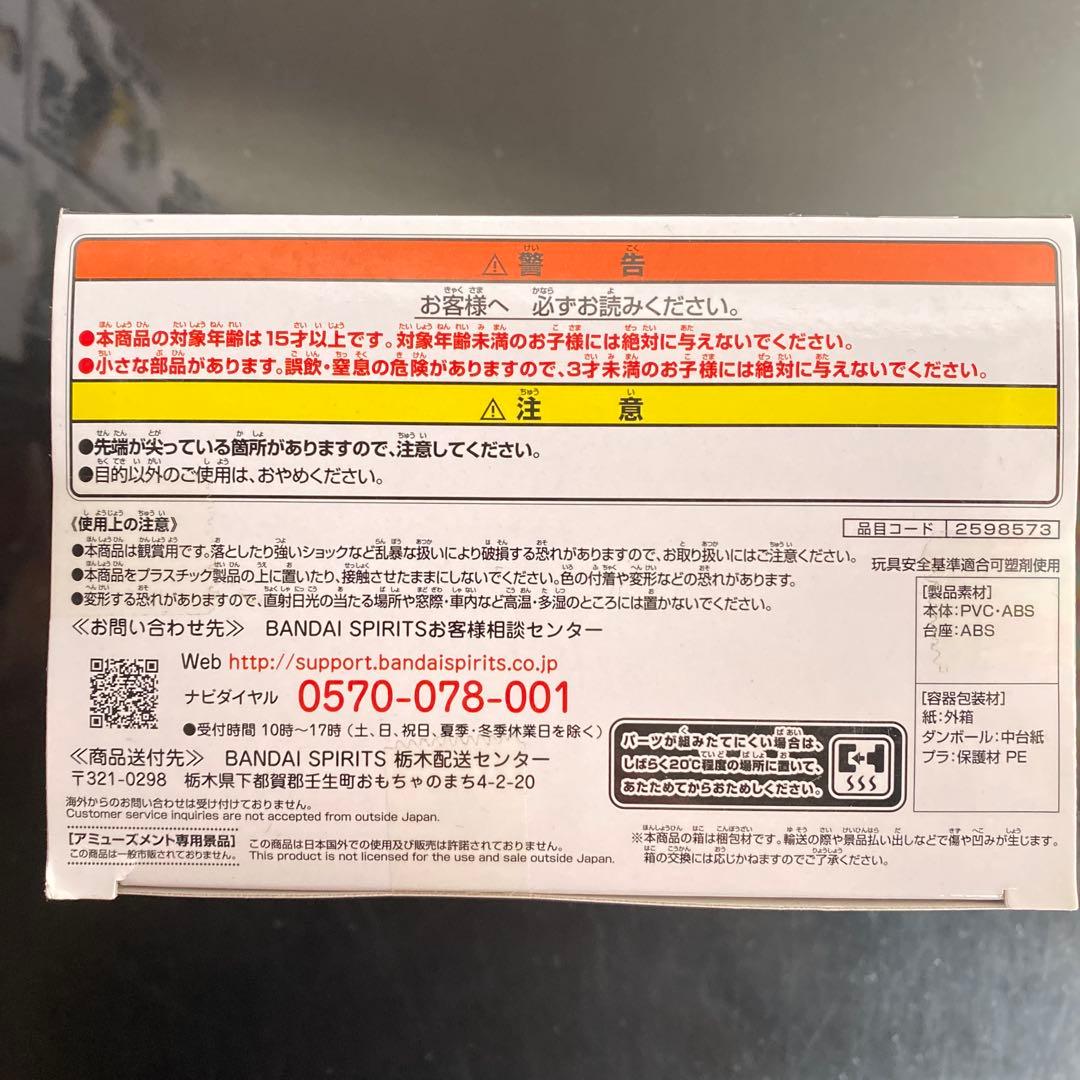 ⚠警告
お客様へ 必ずお読みください。
●本商品の対象年齢は15才以上です。対象年齢未満のお子様には絶対に与えないでください。
●小さな部品があります。誤飲・窒息の危険がありますので、3才未満のお子様には絶対に与えないでください。
⚠注意
●先端が尖っている箇所がありますので、注意してください。
●目的以外のご使用は、おやめください。
《使用上の注意》
品目コード 2598573
●本商品は観賞用です。落としたり強いショックなど乱暴な扱いにより破損する恐れがありますので、お取り扱いにはご注意ください。
玩具安全基準適合可塑剤使用
●本商品をプラスチック製品の上に置いたり、接触させたままにしないでください。色の付着や変形などの恐れがあります。
●変形する恐れがありますので、直射日光の当たる場所や窓際・車内など高温・多湿のところには置かないでください。
[製品素材]
本体:PVC・ABS
台座:ABS
≪お問い合わせ先≫ BANDAI SPIRITSお客様相談センター
Web http://support.bandaispirits.co.jp
ナビダイヤル 0570-078-001
●受付時間 10時〜17時(土、日、祝日、夏季・冬季休業日を除く)
[容器包装材]
紙:外箱
ダンボール:中台紙
プラ:保護材 PE
≪商品送付先≫ BANDAI SPIRITS 栃木配送センター
〒321-0298 栃木県下都賀郡壬生町おもちゃのまち4-2-20
パーツが組みたてにくい場合は、
しばらく20℃程度の場所に置いて、
あたためてからおためしください。
海外からのお問い合わせは受け付けておりません。
Customer service inquiries are not accepted from outside Japan.
[アミューズメント専用景品]
この商品は一般市販されておりません。
この商品は日本国外での使用及び販売は許諾されておりません。
This product is not licensed for the use and sale outside Japan.
※本商品の箱は梱包材です。輸送の際や景品払い出しなどで傷や凹みが生じます。
箱の交換には応じかねますのでご了承ください。